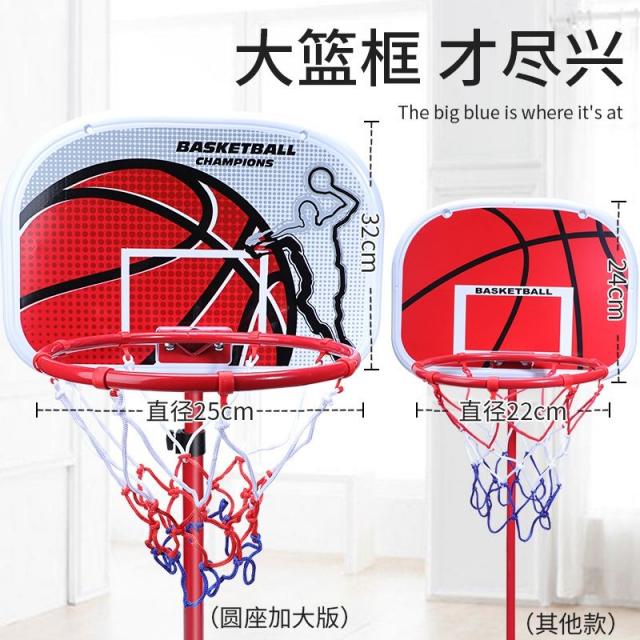 大篮框 才尽兴
The big blue is where it's at
BASKETBALL
CHAMPIONS
32cm
24cm
BASKETBALL
直径25cm
直径22cm
(圆座加大版)
(其他款)